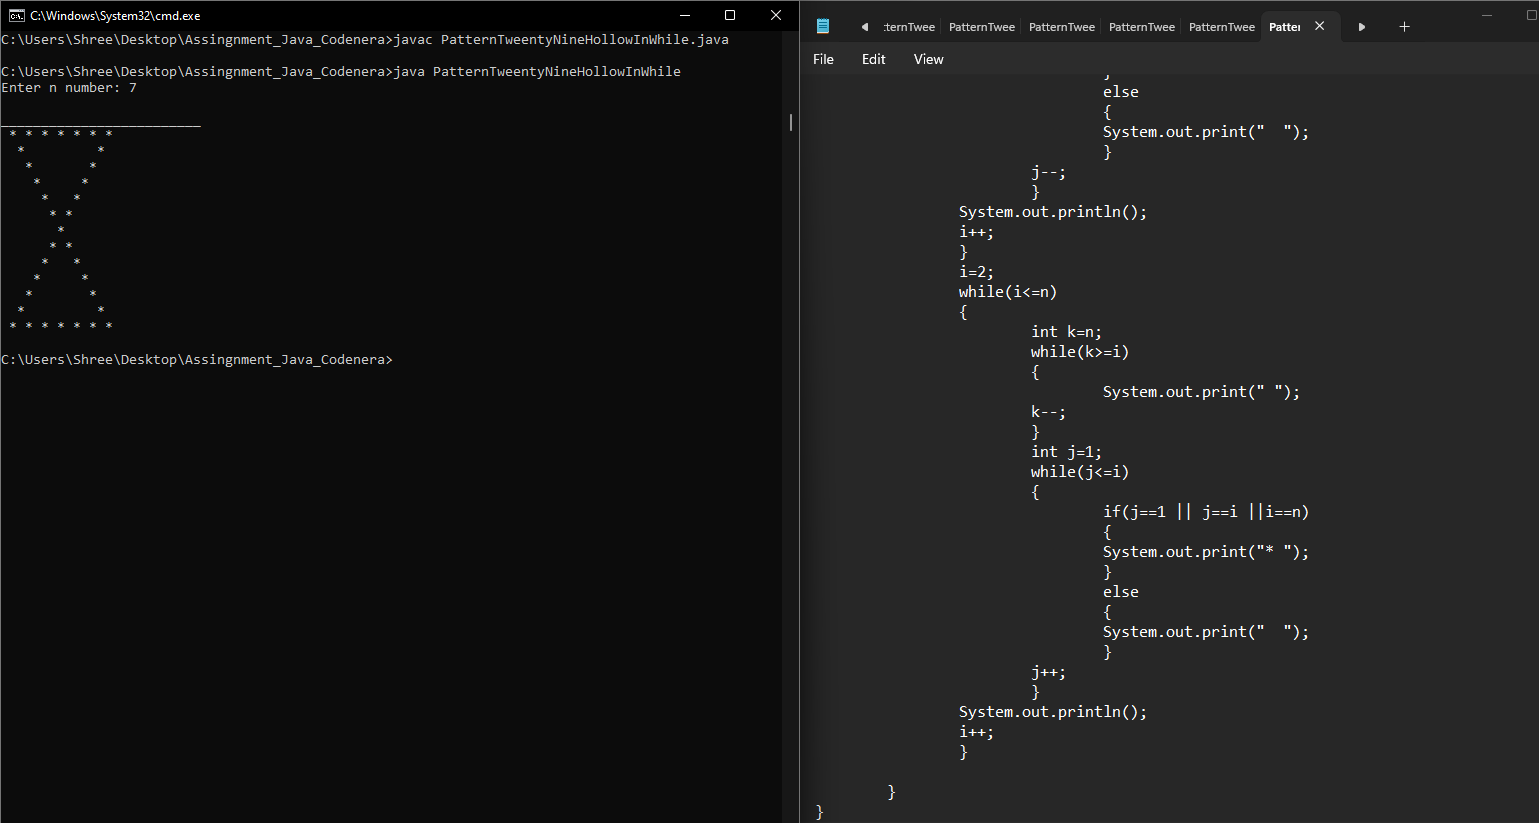 C:\Windows\System32\cmd.exe
C:\Users\Shree\Desktop\Assingnment_Java_Codenera>javac PatternTweentyNineHollowInWhile.java
C:\Users\Shree\Desktop\Assingnment_Java_Codenera>java PatternTweentyNineHollowInWhile
Enter n number: 7
_________________________
 * * * * * * *
  *         *
   *       *
    *     *
     *   *
      * *
       *
      * *
     *   *
    *     *
   *       *
  *         *
 * * * * * * *
C:\Users\Shree\Desktop\Assingnment_Java_Codenera>
:ternTwee PatternTwee PatternTwee PatternTwee PatternTwee Patter
File Edit View
}
else
{
System.out.print("  ");
}
j--;
}
System.out.println();
i++;
}
i=2;
while(i<=n)
{
int k=n;
while(k>=i)
{
System.out.print(" ");
k--;
}
int j=1;
while(j<=i)
{
if(j==1 || j==i ||i==n)
{
System.out.print("* ");
}
else
{
System.out.print("  ");
}
j++;
}
System.out.println();
i++;
}
}
}